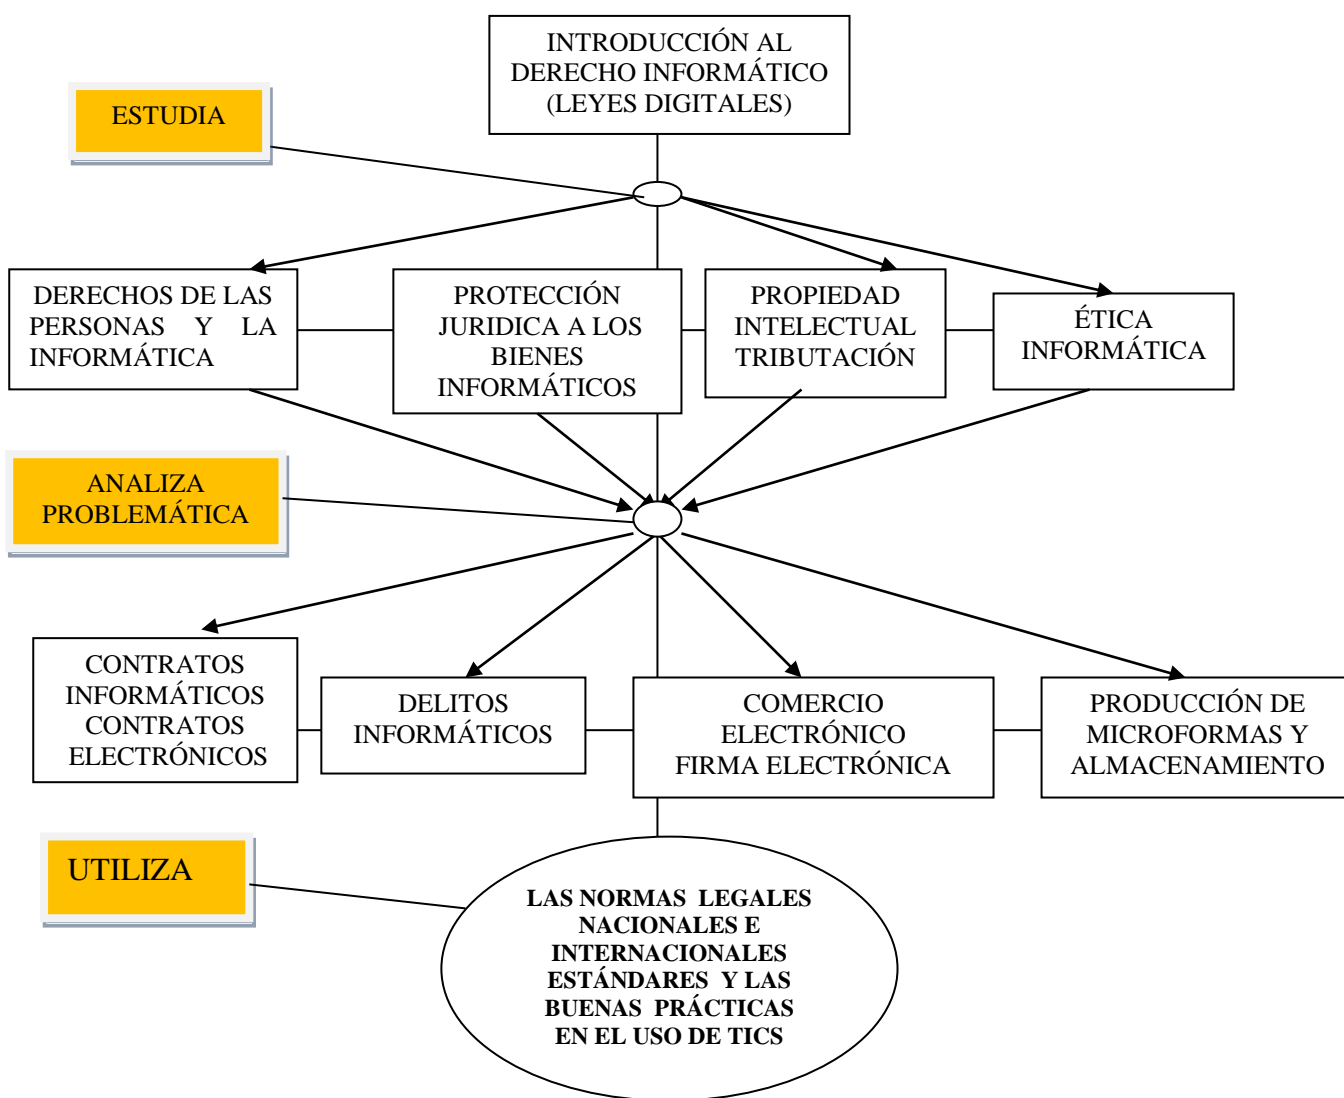 INTRODUCCIÓN AL
DERECHO INFORMÁTICO
(LEYES DIGITALES)
ESTUDIA
DERECHOS DE LAS
PERSONAS Y LA
INFORMÁTICA
PROTECCIÓN
JURIDICA A LOS
BIENES
INFORMÁTICOS
PROPIEDAD
INTELECTUAL
TRIBUTACIÓN
ÉTICA
INFORMÁTICA
ANALIZA
PROBLEMÁTICA
CONTRATOS
INFORMÁTICOS
CONTRATOS
ELECTRÓNICOS
DELITOS
INFORMÁTICOS
COMERCIO
ELECTRÓNICO
FIRMA ELECTRÓNICA
PRODUCCIÓN DE
MICROFORMAS Y
ALMACENAMIENTO
UTILIZA
LAS NORMAS LEGALES
NACIONALES E
INTERNACIONALES
ESTÁNDARES Y LAS
BUENAS PRÁCTICAS
EN EL USO DE TICS